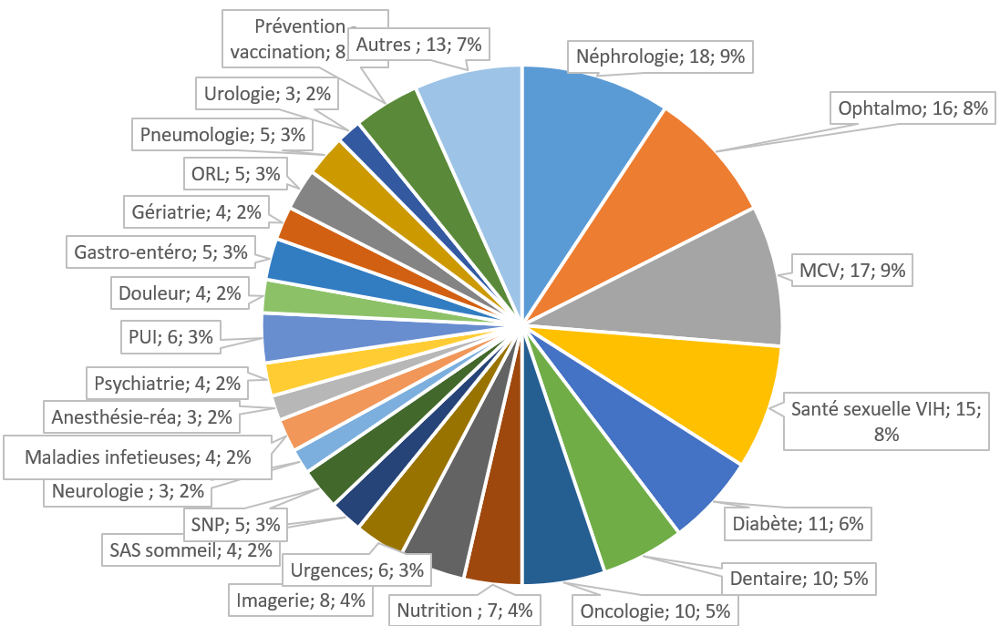 Prévention -
vaccination; 8;
Autres ; 13; 7%
Néphrologie; 18; 9%
Urologie; 3; 2%
Ophtalmo; 16; 8%
Pneumologie; 5; 3%
ORL; 5; 3%
Gériatrie; 4; 2%
Gastro-entéro; 5; 3%
MCV; 17; 9%
Douleur; 4; 2%
PUI; 6; 3%
Psychiatrie; 4; 2%
Santé sexuelle VIH; 15;
8%
Anesthésie-réa; 3; 2%
Maladies infetieuses; 4; 2%
Neurologie ; 3; 2%
SNP; 5; 3%
Diabète; 11; 6%
SAS sommeil; 4; 2%
Urgences; 6; 3%
Dentaire; 10; 5%
Imagerie; 8; 4%
Nutrition ; 7; 4%
Oncologie; 10; 5%